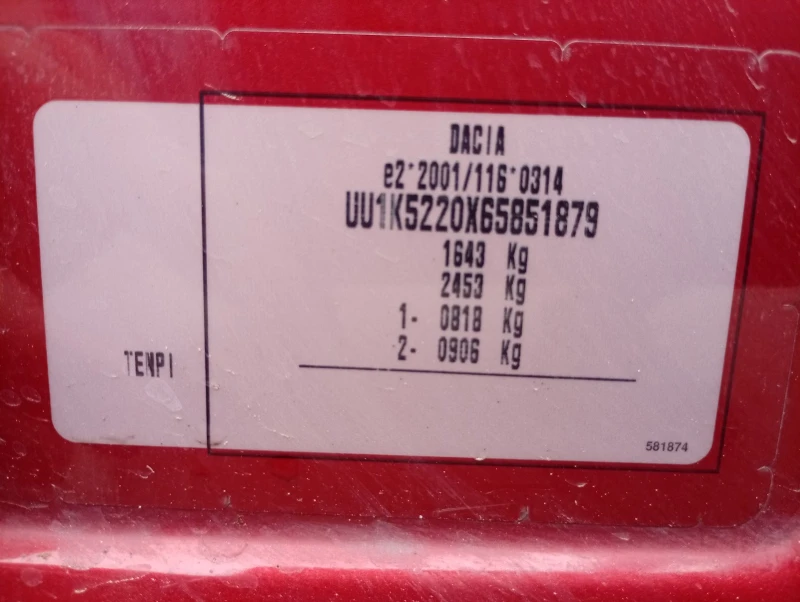 DACIA
e2*2001/116*0314
UU1K5220X65851879
1643 Kg
2453 Kg
1- 0818 Kg
2- 0906 Kg
TENPI
581874